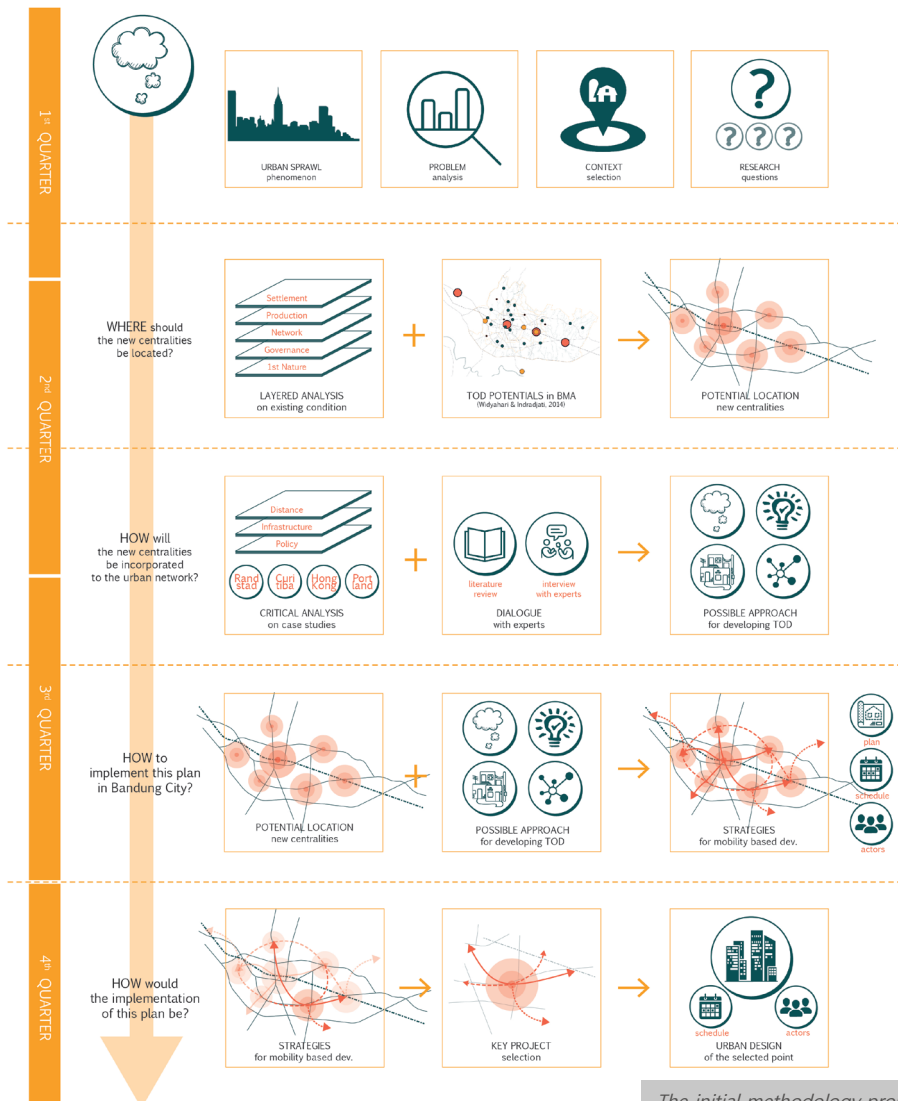 1st QUARTER
URBAN SPRAWL
phenomenon
PROBLEM
analysis
CONTEXT
selection
?
? ? ?
RESEARCH
questions
2nd QUARTER
WHERE should
the new centralities
be located?
Settlement
Production
Network
Governance
1st Nature
LAYERED ANALYSIS
on existing condition
+
TOD POTENTIALS in BMA
(Widyahari & Indradjati, 2014)
POTENTIAL LOCATION
new centralities
HOW will
the new centralities
be incorporated
to the urban network?
Distance
Infrastructure
Policy
Rand
stad
Curi
tiba
Hong
Kong
Port
land
CRITICAL ANALYSIS
on case studies
+
literature
review
interview
with experts
DIALOGUE
with experts
POSSIBLE APPROACH
for developing TOD
3rd QUARTER
HOW to
implement this plan
in Bandung City?
POTENTIAL LOCATION
new centralities
+
POSSIBLE APPROACH
for developing TOD
STRATEGIES
for mobility based dev.
plan
schedule
actors
4th QUARTER
HOW would
the implementation
of this plan be?
STRATEGIES
for mobility based dev.
KEY PROJECT
selection
schedule
actors
URBAN DESIGN
of the selected point
The initial methodology pro